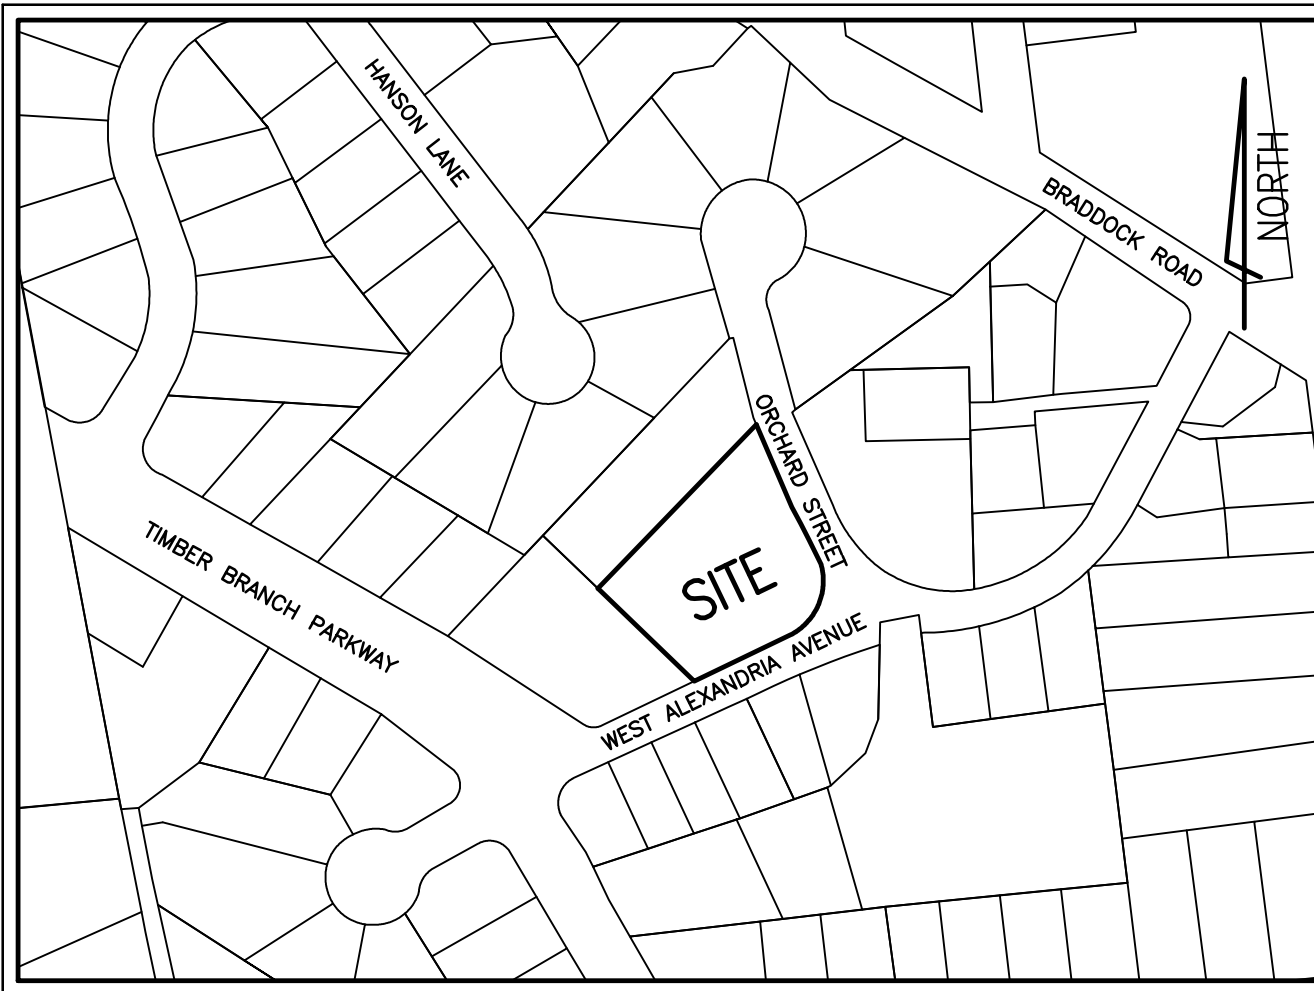 HANSON LANE
NORTH
BRADDOCK ROAD
ORCHARD STREET
TIMBER BRANCH PARKWAY
SITE
WEST ALEXANDRIA AVENUE